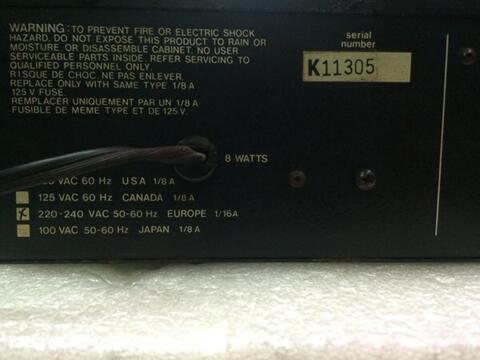 WARNING: TO PREVENT FIRE OR ELECTRIC SHOCK
HAZARD, DO NOT EXPOSE THIS PRODUCT TO RAIN OR
MOISTURE, OR DISASSEMBLE CABINET. NO USER
SERVICEABLE PARTS INSIDE. REFER SERVICING TO
QUALIFIED PERSONNEL ONLY.
RISQUE DE CHOC. NE PAS ENLEVER.
REPLACE ONLY WITH SAME TYPE 1/8 A
125 V FUSE.
REMPLACER UNIQUEMENT PAR UN 1/8 A
FUSIBLE DE MEME TYPE ET DE 125 V.
serial
number
K11305
8 WATTS
VAC 60 Hz USA 1/8 A
125 VAC 60 Hz CANADA 1/8 A
220-240 VAC 50-60 Hz EUROPE 1/16A
100 VAC 50-60 Hz JAPAN 1/8 A